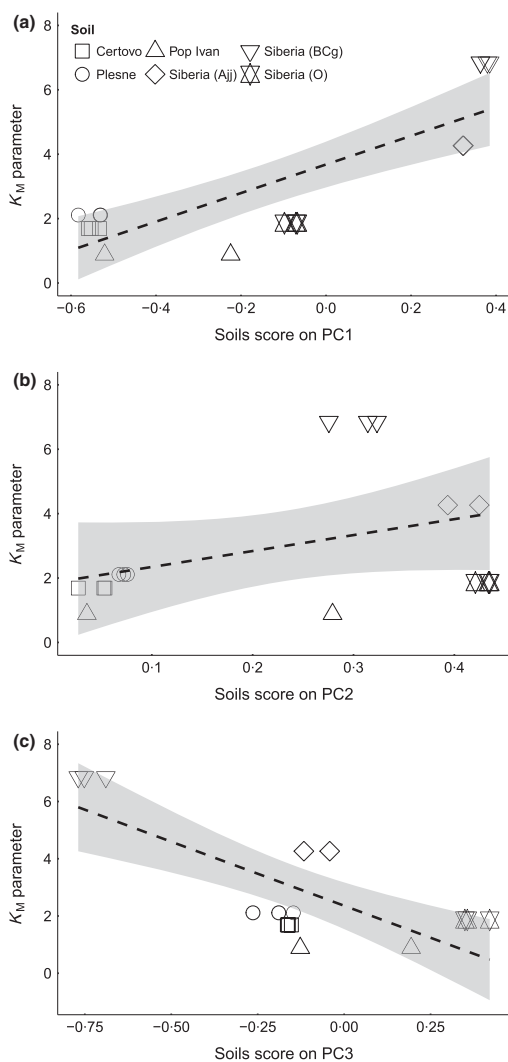 (a)
Soil
Certovo Pop Ivan Siberia (BCg)
Plesne Siberia (Ajj) Siberia (O)
K_M parameter
8
6
4
2
0
−0·6 −0·4 −0·2 0·0 0·2 0·4
Soils score on PC1
(b)
K_M parameter
8
6
4
2
0
0·1 0·2 0·3 0·4
Soils score on PC2
(c)
K_M parameter
8
6
4
2
0
−0·75 −0·50 −0·25 0·00 0·25
Soils score on PC3